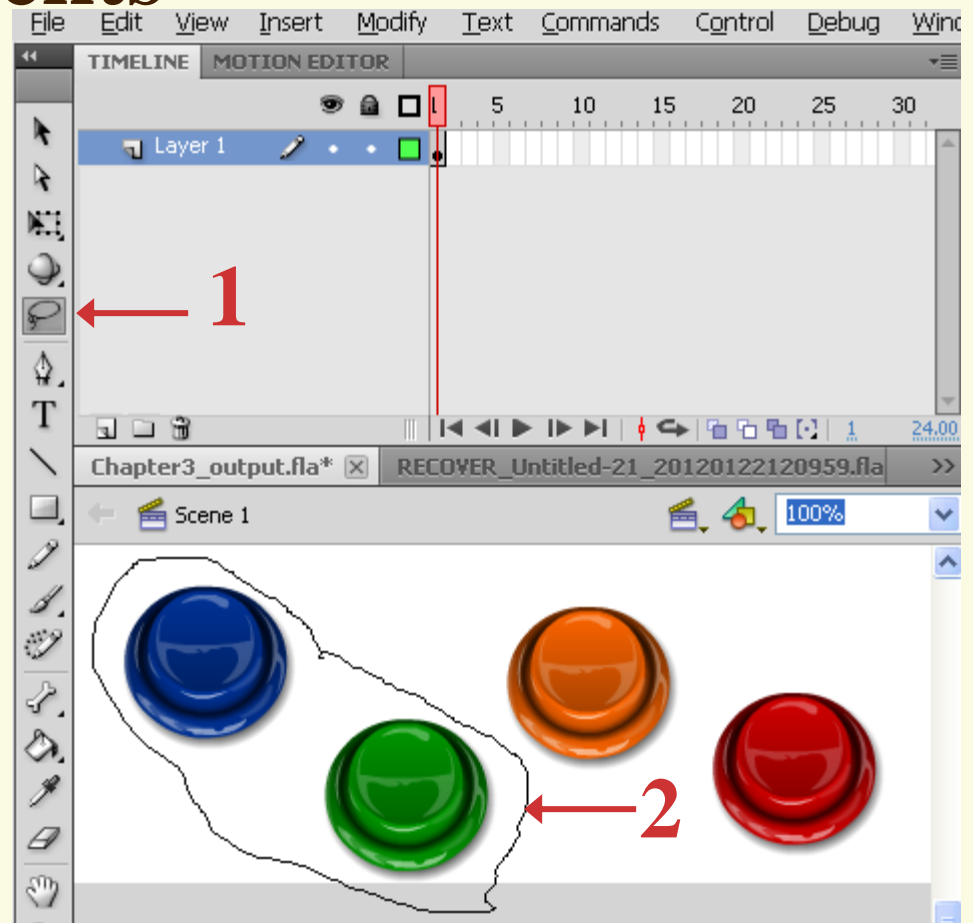 File Edit View Insert Modify Text Commands Control Debug
TIMELINE MOTION EDITOR
5 10 15 20 25 30
Layer 1
1
T
1 24.00
Chapter3_output.fla* RECOVER_Untitled-21_20120122120959.fla
Scene 1 100%
2